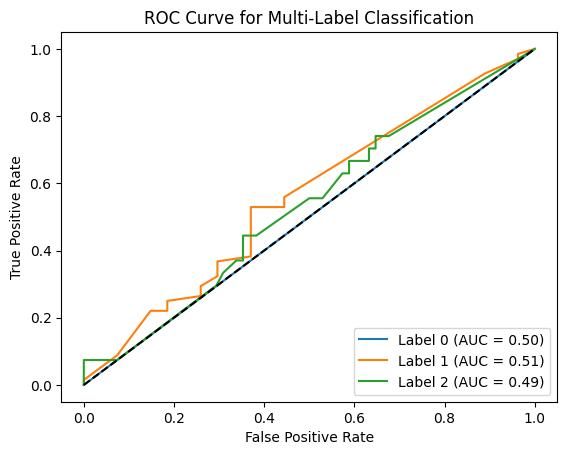 ROC Curve for Multi-Label Classification
True Positive Rate
1.0
0.8
0.6
0.4
0.2
0.0
Label 0 (AUC = 0.50)
Label 1 (AUC = 0.51)
Label 2 (AUC = 0.49)
0.0 0.2 0.4 0.6 0.8 1.0
False Positive Rate